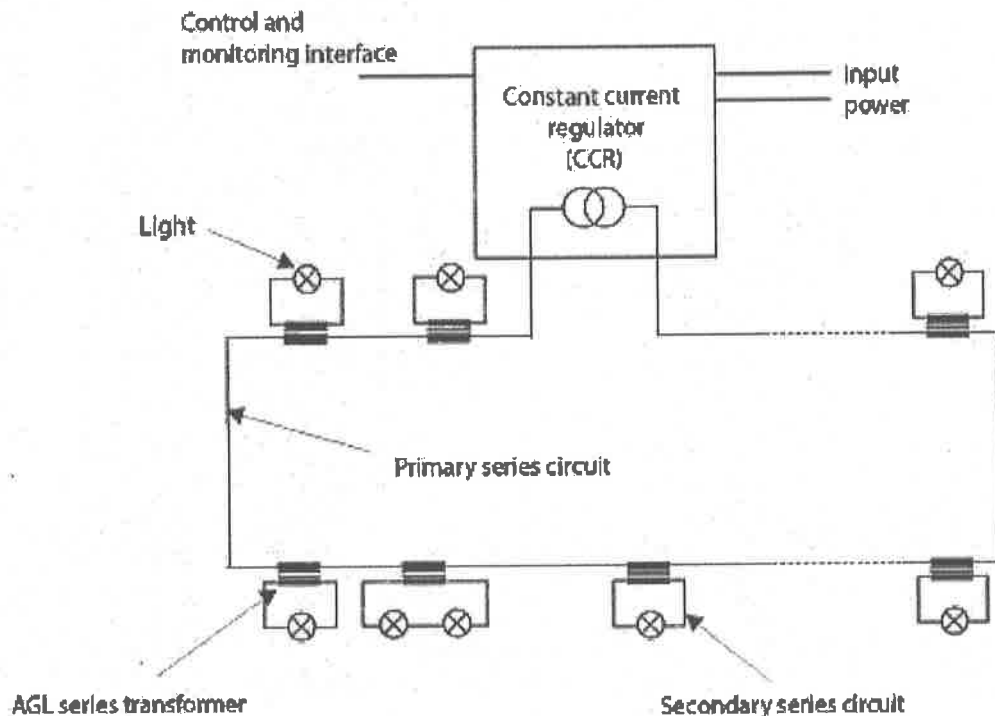 Control and
monitoring interface
Constant current
regulator
(CCR)
Input
power
Light
Primary series circuit
AGL series transformer
Secondary series circuit